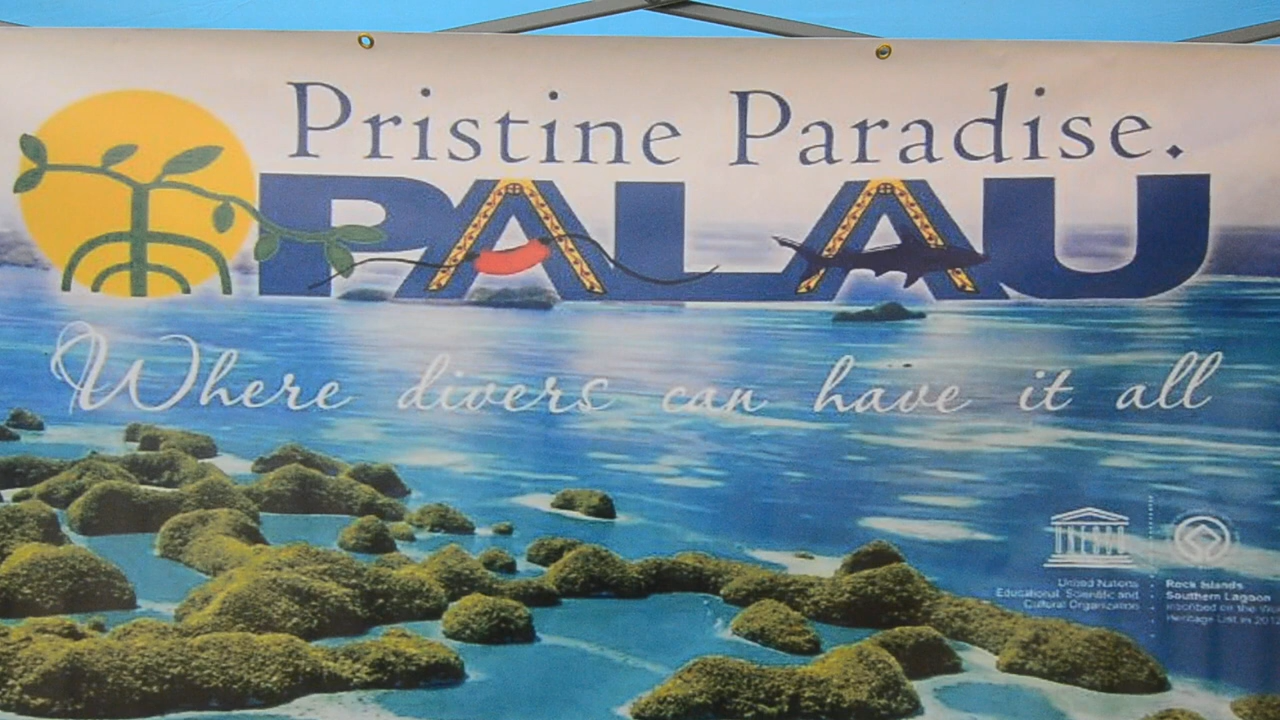 Pristine Paradise.
PALAU
Where divers can have it all
United Nations
Educational, Scientific and
Cultural Organization
Rock Islands
Southern Lagoon
inscribed on the
Heritage List in 2012